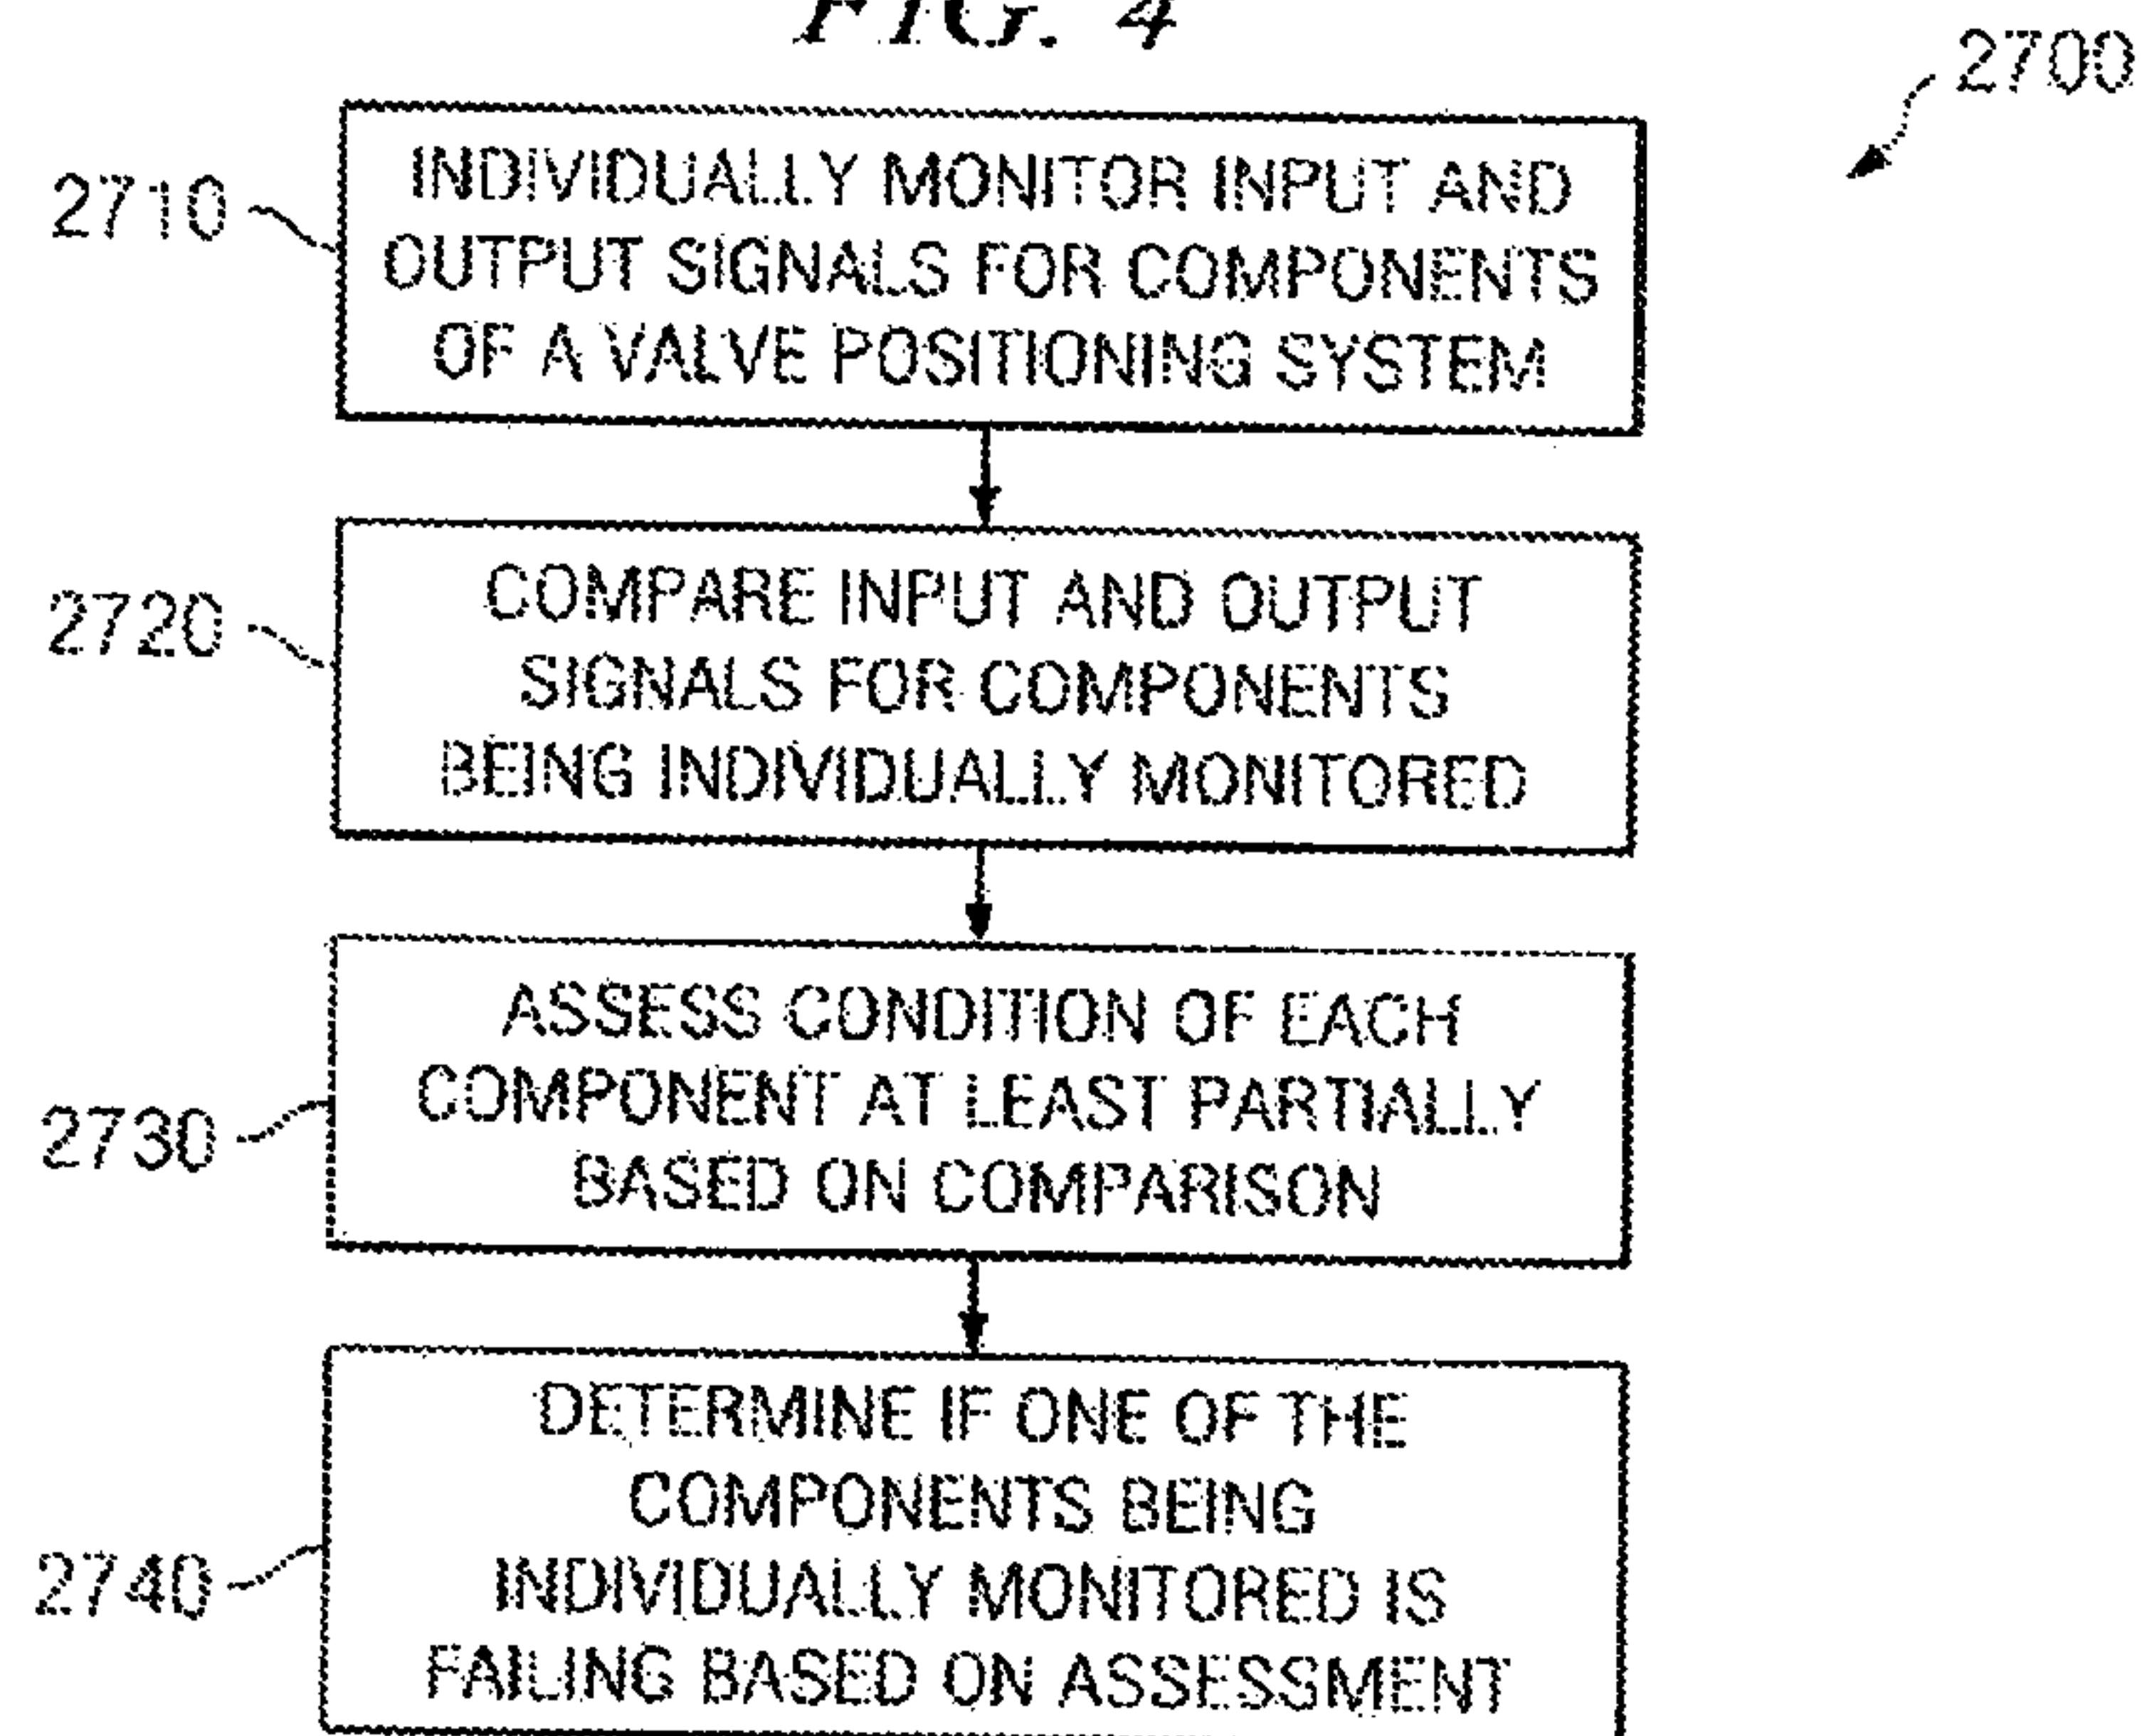 FIG. 4
2700
2710
INDIVIDUALLY MONITOR INPUT AND
OUTPUT SIGNALS FOR COMPONENTS
OF A VALVE POSITIONING SYSTEM
2720
COMPARE INPUT AND OUTPUT
SIGNALS FOR COMPONENTS
BEING INDIVIDUALLY MONITORED
2730
ASSESS CONDITION OF EACH
COMPONENT AT LEAST PARTIALLY
BASED ON COMPARISON
2740
DETERMINE IF ONE OF THE
COMPONENTS BEING
INDIVIDUALLY MONITORED IS
FAILING BASED ON ASSESSMENT